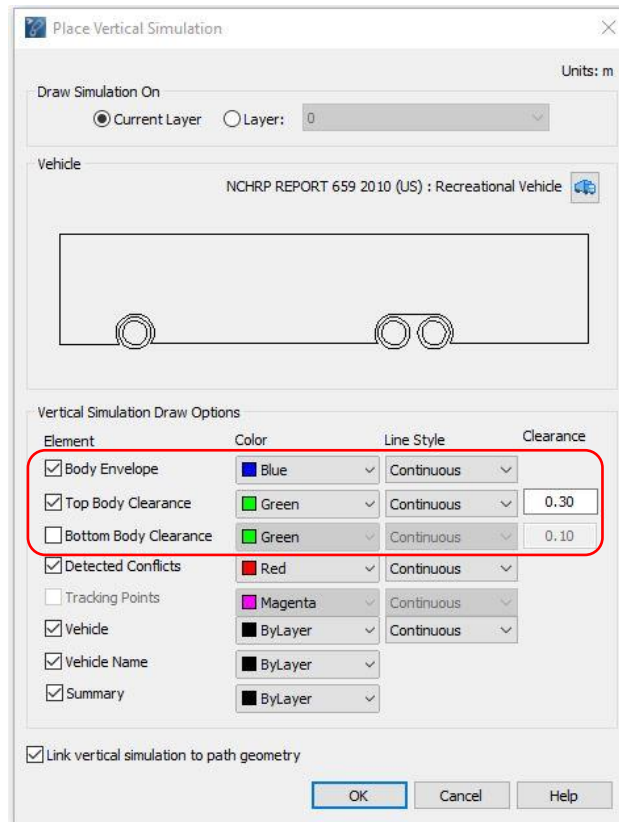 Place Vertical Simulation
Units: m
Draw Simulation On
Current Layer Layer: 0
Vehicle
NCHRP REPORT 659 2010 (US) : Recreational Vehicle
Vertical Simulation Draw Options
Element Color Line Style Clearance
Body Envelope Blue Continuous
Top Body Clearance Green Continuous 0.30
Bottom Body Clearance Green Continuous 0.10
Detected Conflicts Red Continuous
Tracking Points Magenta Continuous
Vehicle ByLayer Continuous
Vehicle Name ByLayer
Summary ByLayer
Link vertical simulation to path geometry
OK Cancel Help